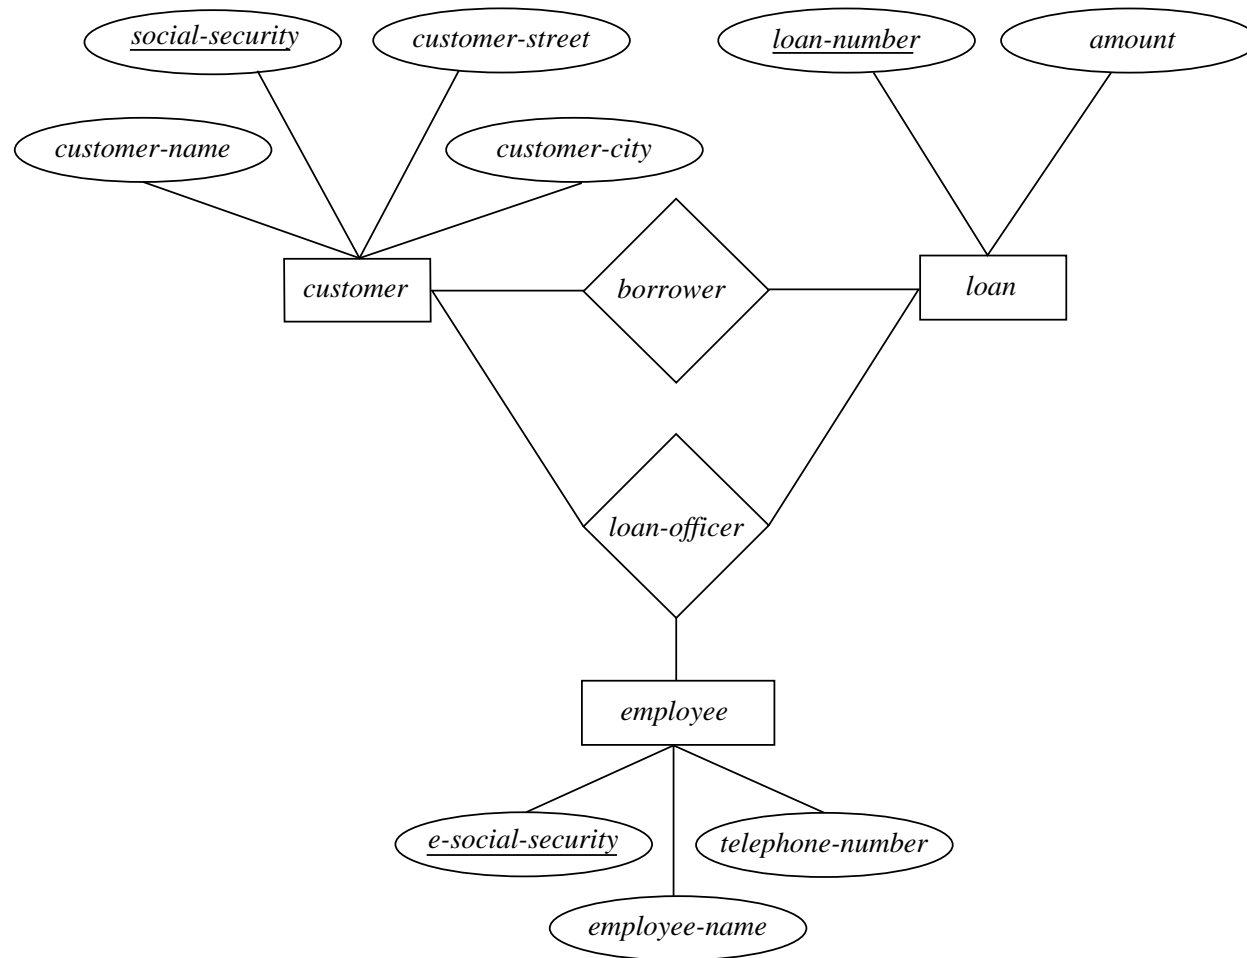 social-security
customer-street
loan-number
amount
customer-name
customer-city
customer
borrower
loan
loan-officer
employee
e-social-security
telephone-number
employee-name